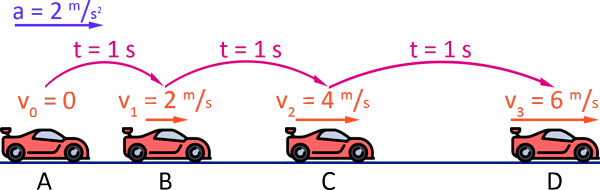 a = 2 m/s²
t = 1 s t = 1 s t = 1 s
v₀ = 0 v₁ = 2 m/s v₂ = 4 m/s v₃ = 6 m/s
A B C D